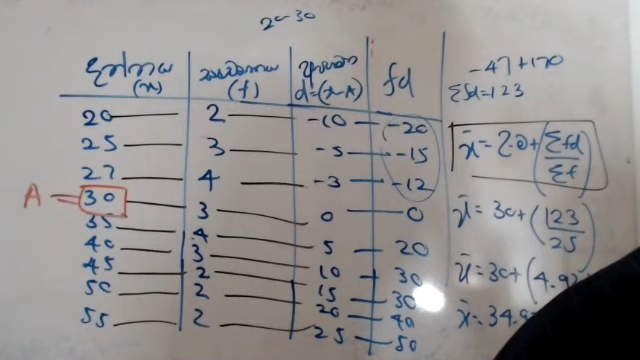 20-30
(x) (f) d=(x-A) fd
20 2 -10 -20
25 3 -5 -15
27 4 -3 -12
A 30 3 0 0
35 4 5 20
40 3 10 30
45 2 15 30
50 2 20 40
55 2 25 50
-47+170
Σfd=123
Σfd
Σf
x̄=30+(123/25)
x̄=30+(4.92
x̄=34.9